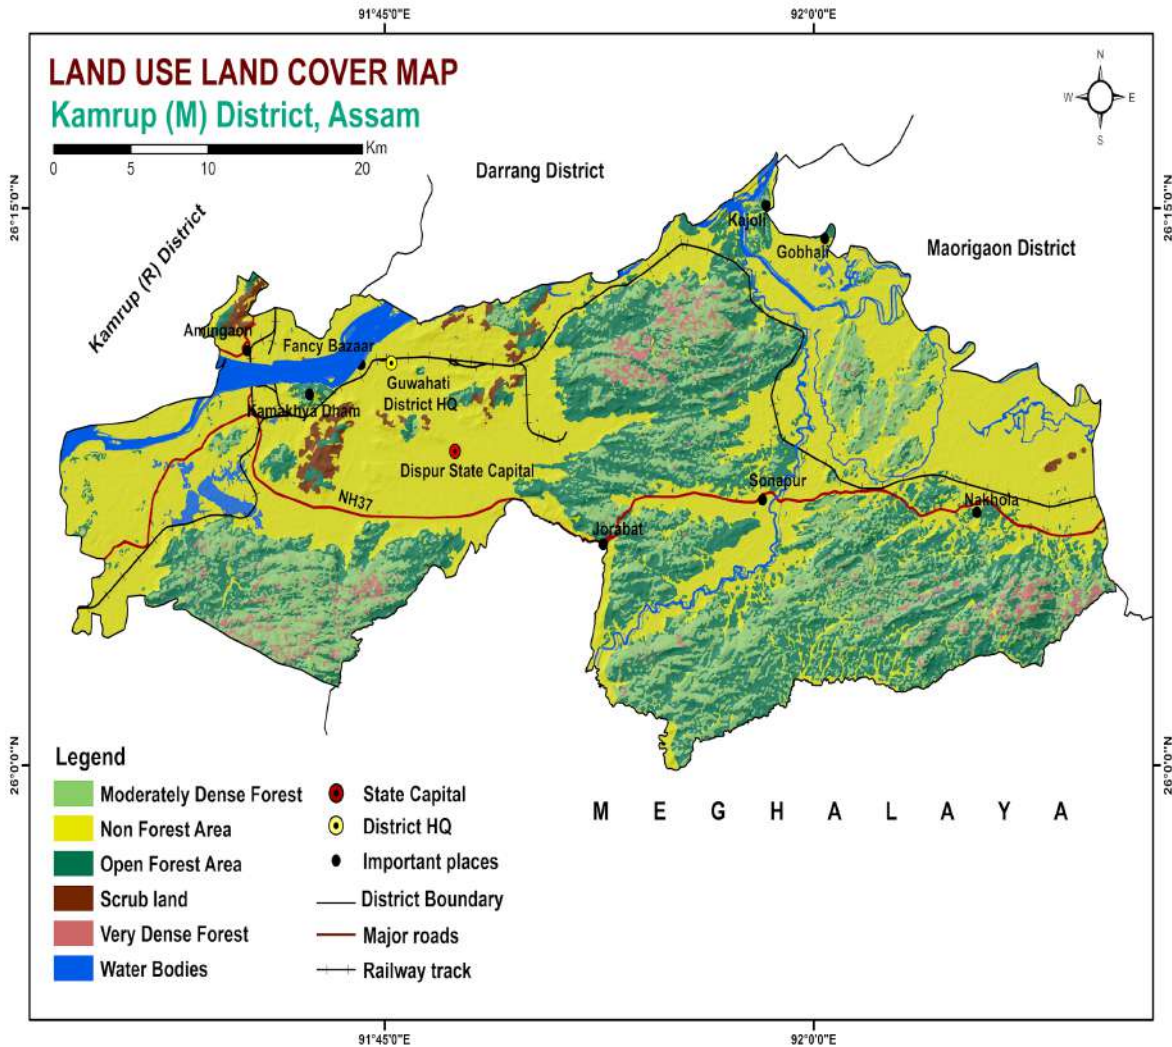 91°45'0"E
92°0'0"E
LAND USE LAND COVER MAP
Kamrup (M) District, Assam
Km
0 5 10 20
N
W E
S
26°15'0"N
26°15'0"N
Darrang District
Kamrup (R) District
Maorigaon District
Kajoli
Gobhali
Amingaon
Fancy Bazaar
Guwahati
District HQ
Kamakhya Dham
Dispur State Capital
NH37
Sonapur
Nakhola
Jorabat
26°0'0"N
26°0'0"N
Legend
Moderately Dense Forest
Non Forest Area
Open Forest Area
Scrub land
Very Dense Forest
Water Bodies
State Capital
District HQ
Important places
District Boundary
Major roads
Railway track
M E G H A L A Y A
91°45'0"E
92°0'0"E